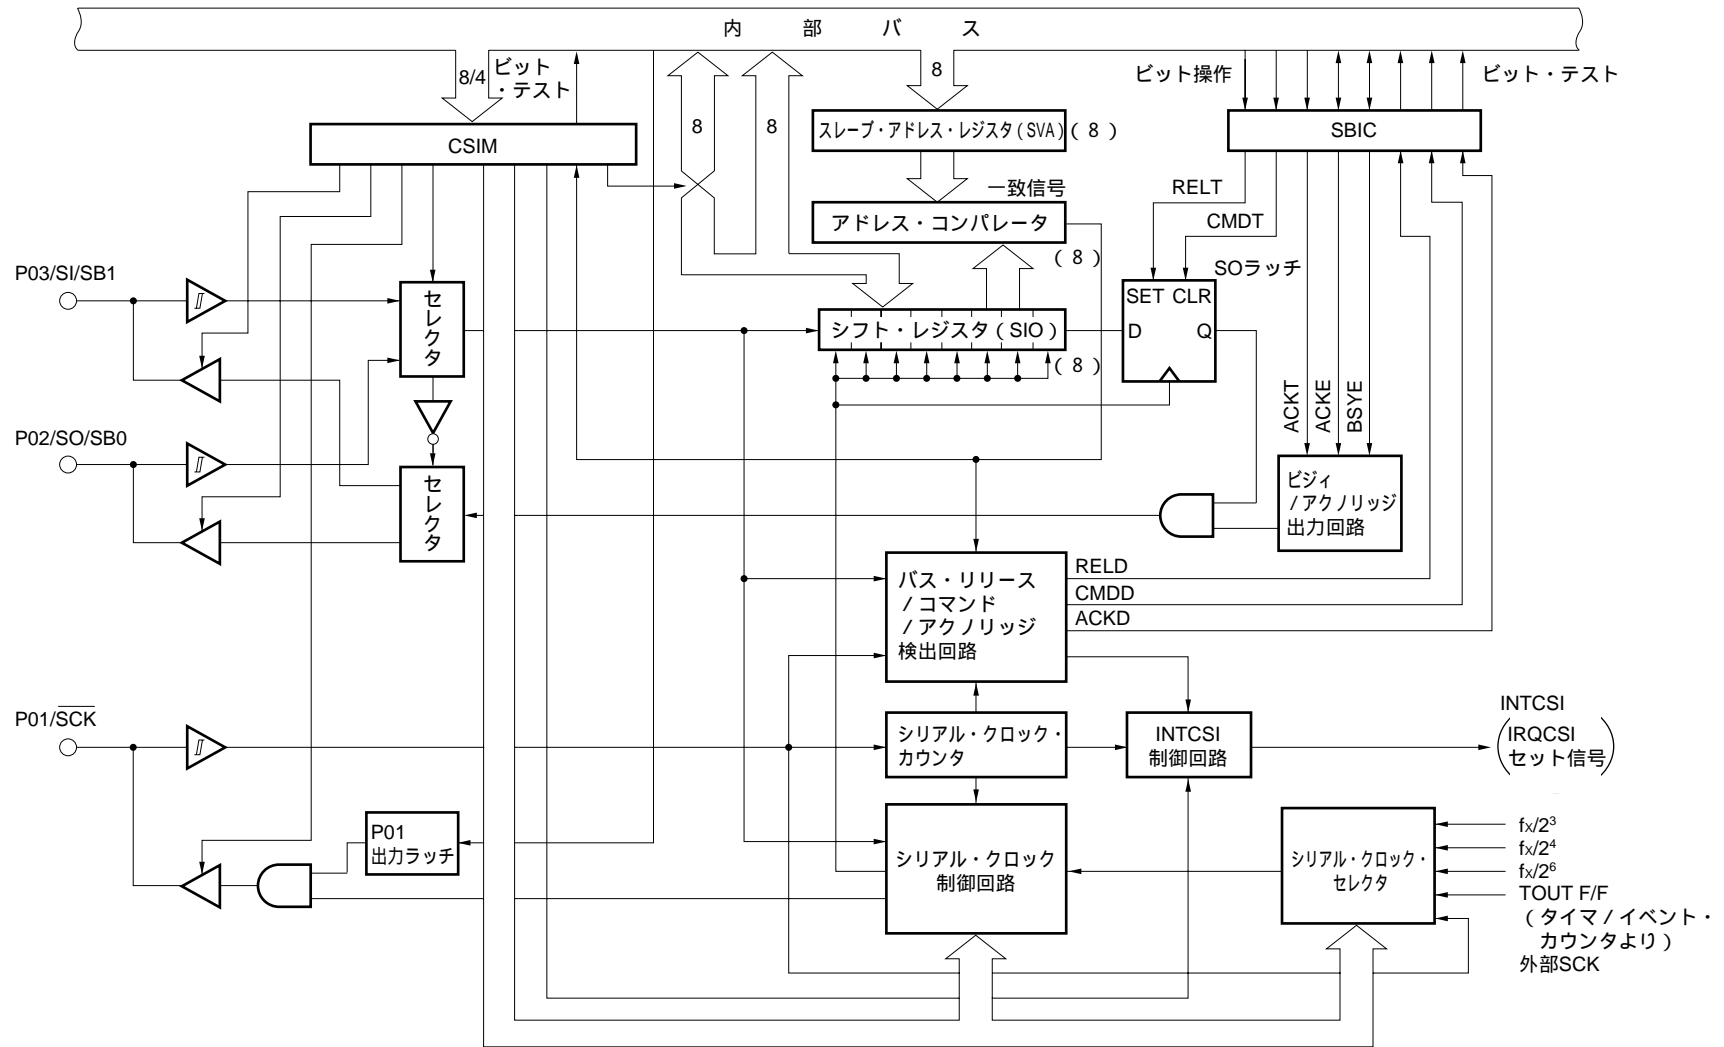 内部バス
8/4
ビット
・テスト
8
8
8
ビット操作
ビット・テスト
CSIM
スレーブ・アドレス・レジスタ(SVA)
(8)
SBIC
一致信号
RELT
アドレス・コンパレータ
CMDT
(8)
SOラッチ
P03/SI/SB1
セレクタ
SET CLR
シフト・レジスタ(SIO)
D
Q
(8)
ACKT
ACKE
BSYE
P02/SO/SB0
セレクタ
ビジィ
/アクノリッジ
出力回路
バス・リリース
/コマンド
/アクノリッジ
検出回路
RELD
CMDD
ACKD
P01/SCK
シリアル・クロック・
カウンタ
INTCSI
制御回路
INTCSI
(IRQCSI
セット信号)
P01
出力ラッチ
シリアル・クロック
制御回路
シリアル・クロック・
セレクタ
fX/2³
fX/2⁴
fX/2⁶
TOUT F/F
(タイマ/イベント・
カウンタより)
外部SCK